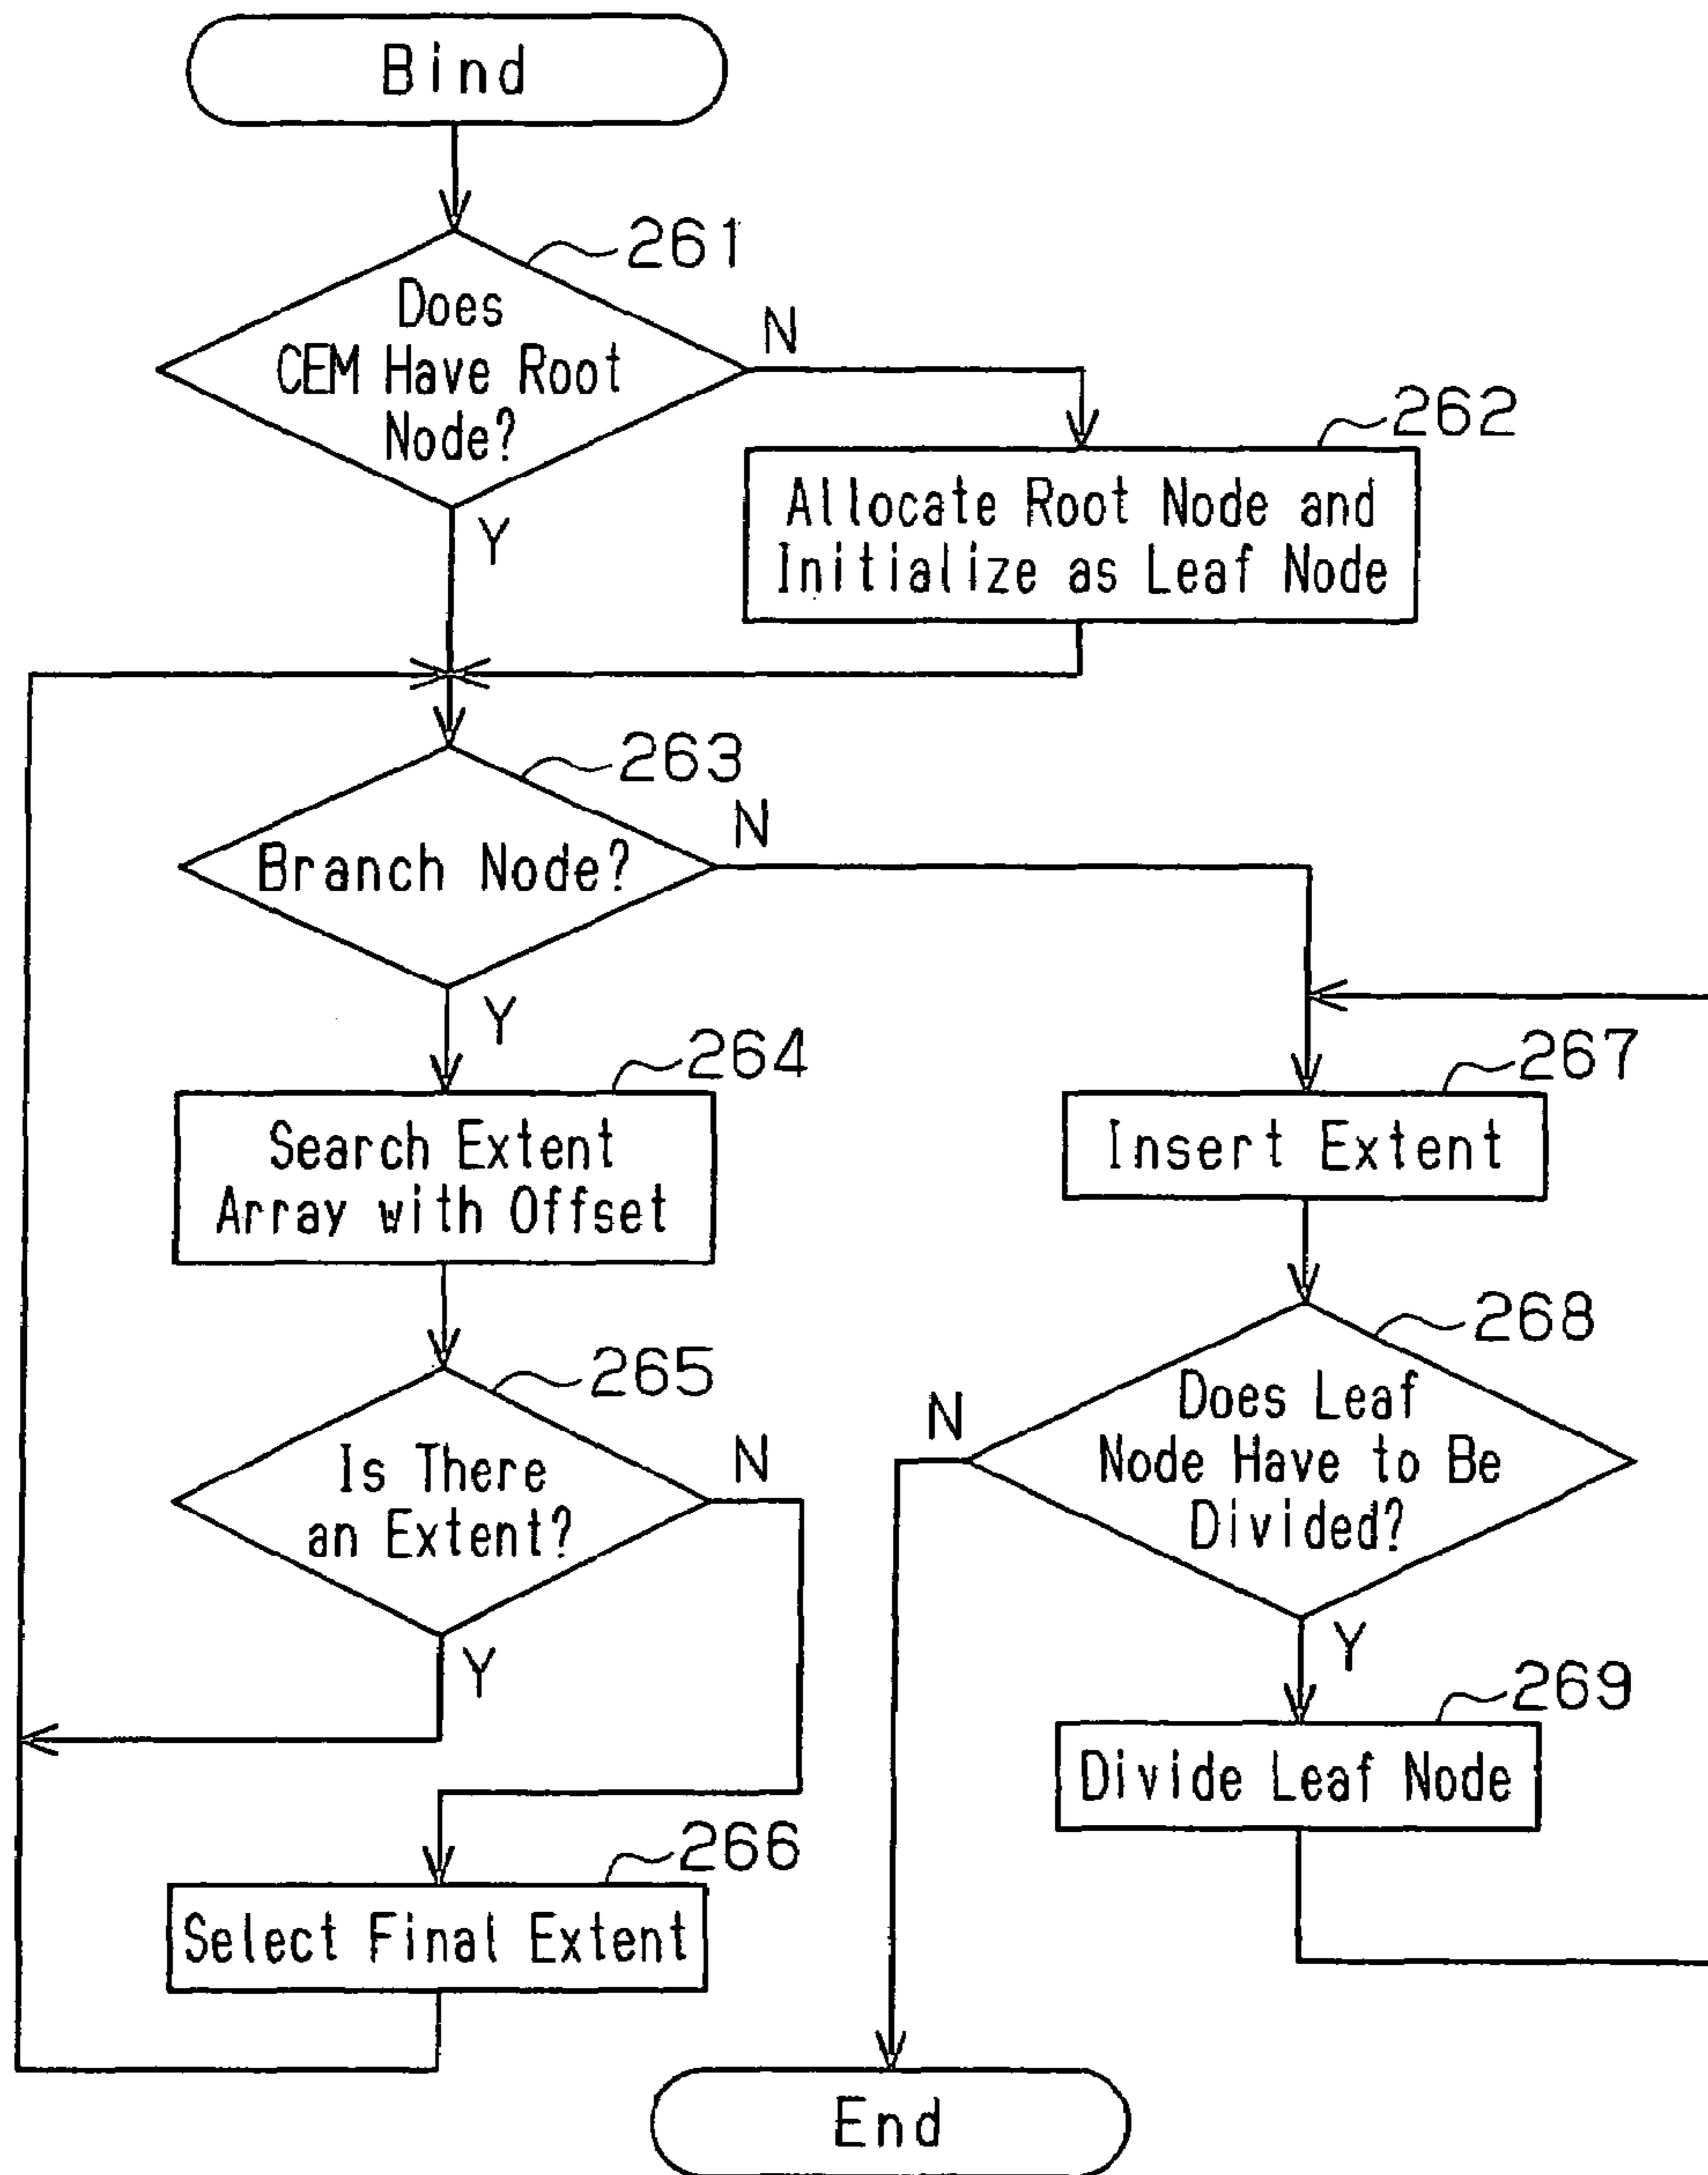 Bind
261
Does
CEM Have Root
Node?
N
Y
262
Allocate Root Node and
Initialize as Leaf Node
263
Branch Node?
N
Y
264
Search Extent
Array with Offset
267
Insert Extent
265
Is There
an Extent?
N
Y
268
Does Leaf
Node Have to Be
Divided?
N
Y
269
Divide Leaf Node
266
Select Final Extent
End